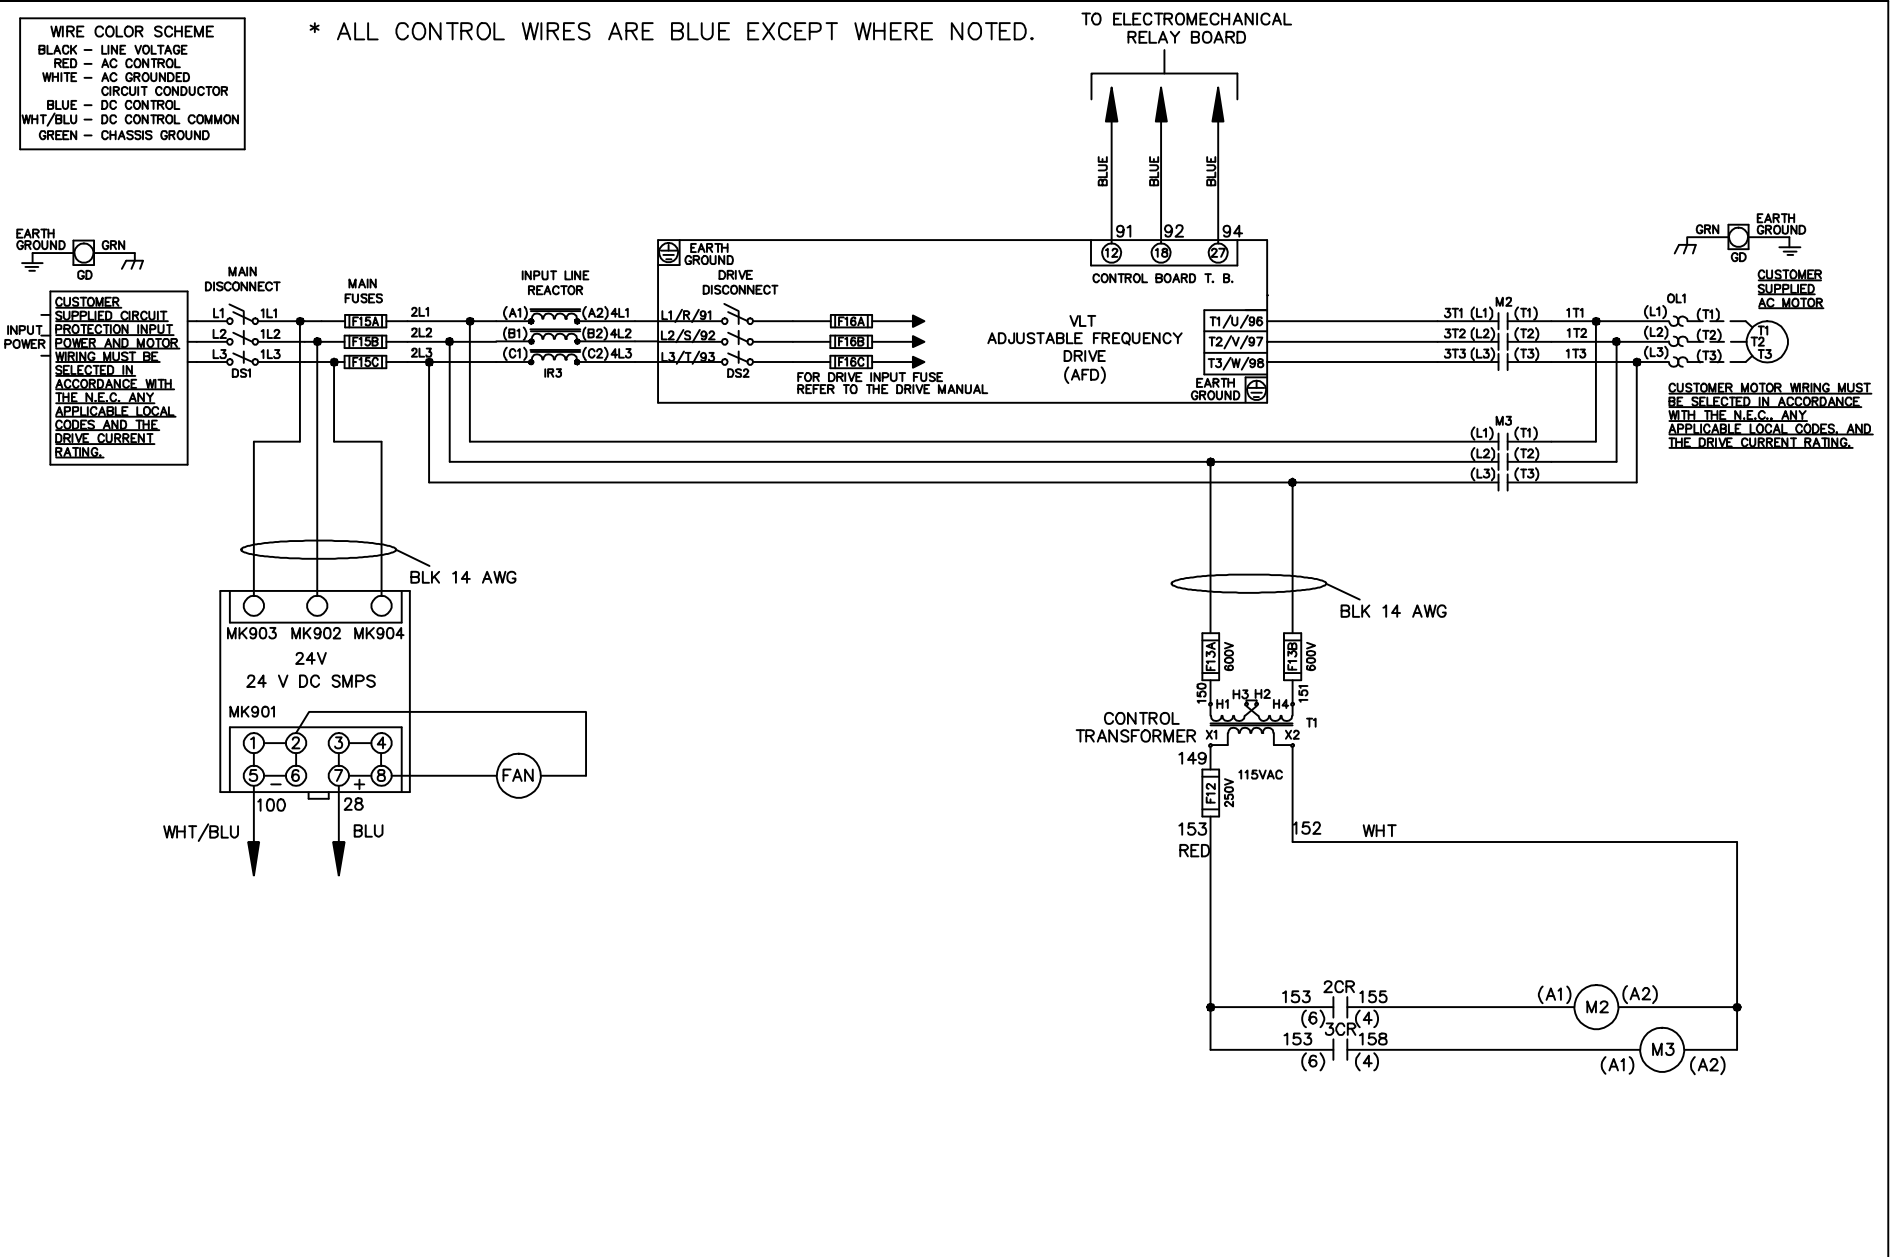 WIRE COLOR SCHEME
BLACK – LINE VOLTAGE
RED – AC CONTROL
WHITE – AC GROUNDED
CIRCUIT CONDUCTOR
BLUE – DC CONTROL
WHT/BLU – DC CONTROL COMMON
GREEN – CHASSIS GROUND
* ALL CONTROL WIRES ARE BLUE EXCEPT WHERE NOTED.
TO ELECTROMECHANICAL
RELAY BOARD
BLUE
BLUE
BLUE
91
92
94
12
18
27
CONTROL BOARD T. B.
EARTH
GROUND
GRN
GD
INPUT
POWER
CUSTOMER
SUPPLIED CIRCUIT
PROTECTION INPUT
POWER AND MOTOR
WIRING MUST BE
SELECTED IN
ACCORDANCE WITH
THE N.E.C. ANY
APPLICABLE LOCAL
CODES AND THE
DRIVE CURRENT
RATING.
MAIN
DISCONNECT
L1
1L1
L2
1L2
L3
1L3
DS1
MAIN
FUSES
F15A
F15B
F15C
2L1
2L2
2L3
INPUT LINE
REACTOR
(A1)
(A2)
4L1
(B1)
(B2)
4L2
(C1)
(C2)
4L3
IR3
EARTH
GROUND
DRIVE
DISCONNECT
L1/R/91
L2/S/92
L3/T/93
DS2
F16A
F16B
F16C
FOR DRIVE INPUT FUSE
REFER TO THE DRIVE MANUAL
VLT
ADJUSTABLE FREQUENCY
DRIVE
(AFD)
T1/U/96
T2/V/97
T3/W/98
EARTH
GROUND
M2
3T1 (L1) (T1) 1T1
3T2 (L2) (T2) 1T2
3T3 (L3) (T3) 1T3
OL1
(L1) (T1)
(L2) (T2)
(L3) (T3)
T1
T2
T3
GRN
EARTH
GROUND
GD
CUSTOMER
SUPPLIED
AC MOTOR
CUSTOMER MOTOR WIRING MUST
BE SELECTED IN ACCORDANCE
WITH THE N.E.C., ANY
APPLICABLE LOCAL CODES, AND
THE DRIVE CURRENT RATING.
M3
(L1) (T1)
(L2) (T2)
(L3) (T3)
BLK 14 AWG
MK903 MK902 MK904
24V
24 V DC SMPS
MK901
1 2 3 4
5 – 6 7 + 8
100
28
WHT/BLU
BLU
FAN
BLK 14 AWG
F13A
600V
F13B
600V
150
151
H1 H3 H2 H4
CONTROL
TRANSFORMER
X1 X2
T1
149
115VAC
F12
250V
153
RED
152
WHT
2CR
153 155
(6) (4)
(A1) M2 (A2)
3CR
153 158
(6) (4)
(A1) M3 (A2)